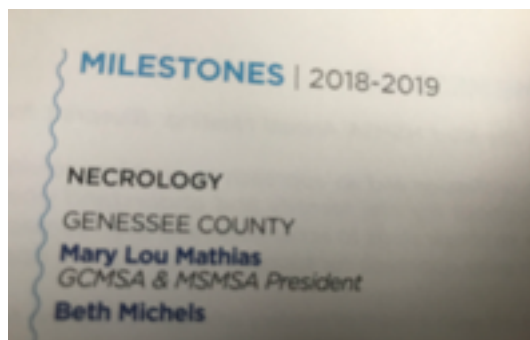 MILESTONES | 2018-2019
NECROLOGY
GENESSEE COUNTY
Mary Lou Mathias
GCMSA & MSMSA President
Beth Michels